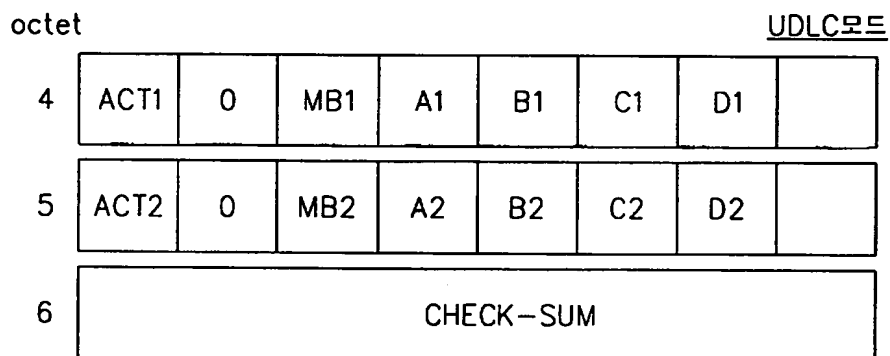 octet UDLC모드
4 ACT1 0 MB1 A1 B1 C1 D1
5 ACT2 0 MB2 A2 B2 C2 D2
6 CHECK-SUM